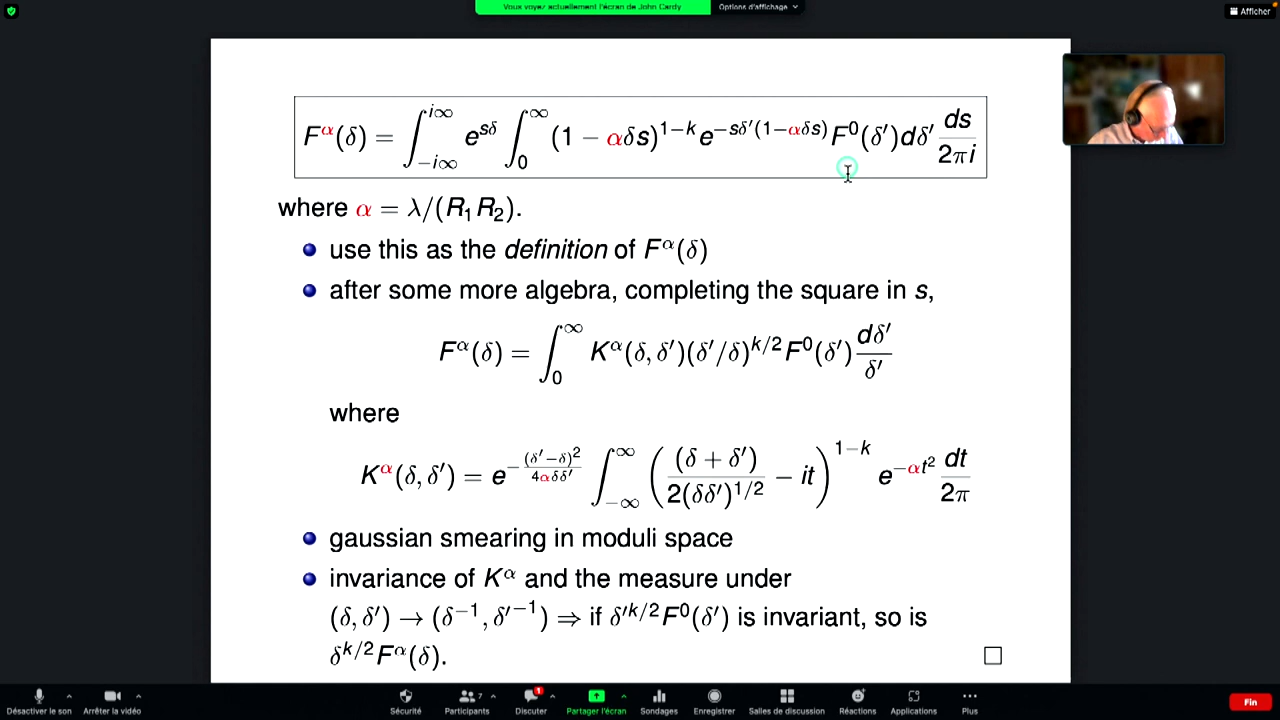 Vous voyez actuellement l'écran de John Cardy
Options d'affichage
Afficher
F^α(δ) = ∫_{-i∞}^{i∞} e^{sδ} ∫_0^∞ (1 − αδs)^{1−k} e^{−sδ′(1−αδs)} F^0(δ′)dδ′ ds/2πi
where α = λ/(R₁R₂).
use this as the definition of F^α(δ)
after some more algebra, completing the square in s,
F^α(δ) = ∫_0^∞ K^α(δ, δ′)(δ′/δ)^{k/2} F^0(δ′) dδ′/δ′
where
K^α(δ, δ′) = e^{−(δ′−δ)²/4αδδ′} ∫_{−∞}^∞ ((δ + δ′)/2(δδ′)^{1/2} − it)^{1−k} e^{−αt²} dt/2π
gaussian smearing in moduli space
invariance of K^α and the measure under
(δ, δ′) → (δ^{−1}, δ′^{−1}) ⇒ if δ′^{k/2}F^0(δ′) is invariant, so is
δ^{k/2}F^α(δ).
Désactiver le son
Arrêter la vidéo
Sécurité
7
Participants
1
Discuter
Partager l'écran
Sondages
Enregistrer
Salles de discussion
Réactions
Applications
Plus
Fin